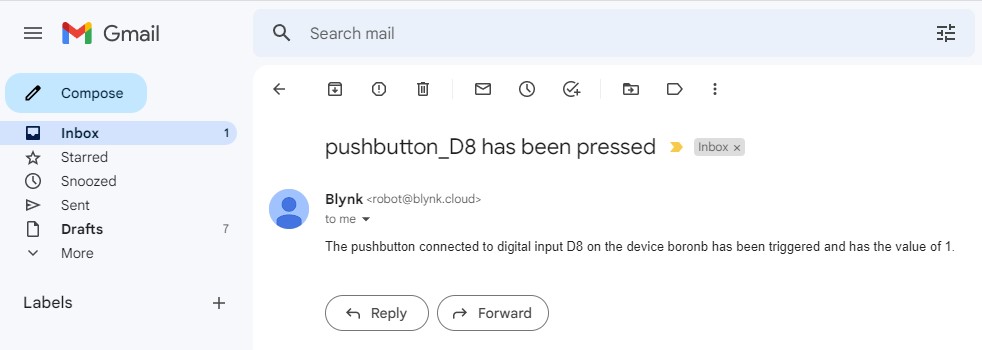 Gmail
Search mail
Compose
Inbox 1
Starred
Snoozed
Sent
Drafts 7
More
Labels
pushbutton_D8 has been pressed Inbox ×
Blynk <robot@blynk.cloud>
to me
The pushbutton connected to digital input D8 on the device boronb has been triggered and has the value of 1.
Reply Forward